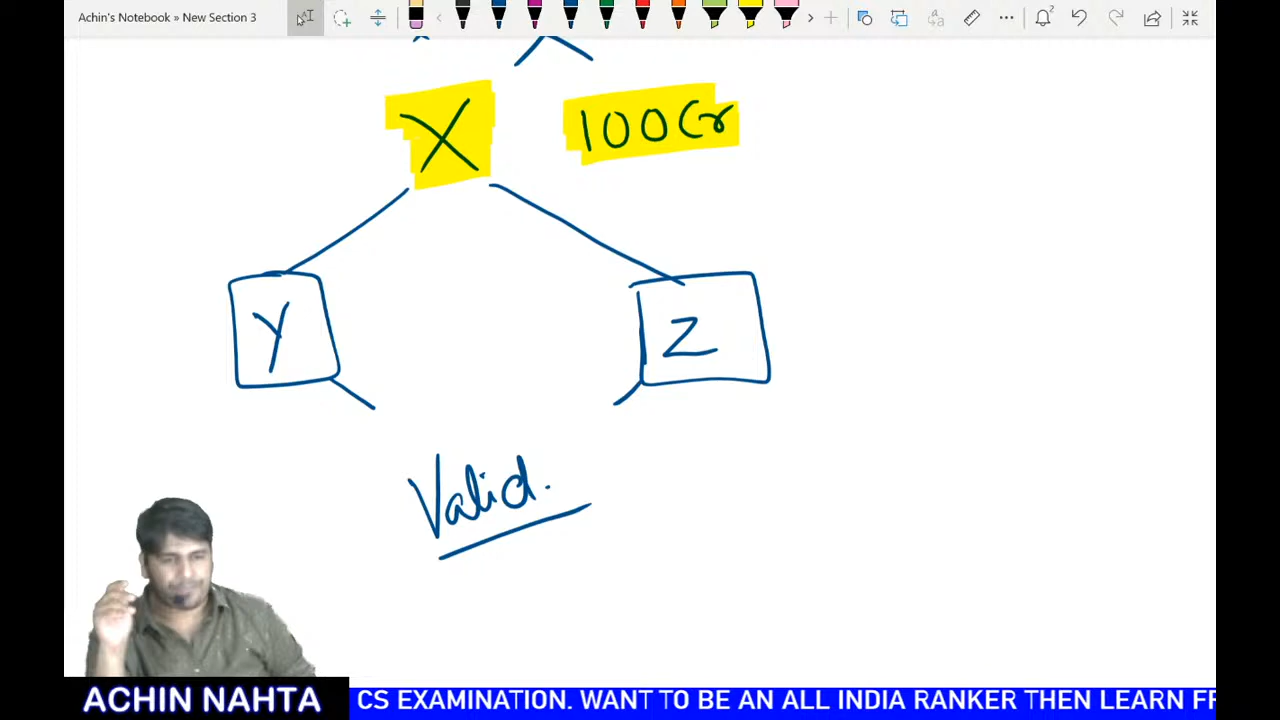 Achin's Notebook » New Section 3
X 100Cr
Y Z
Valid.
ACHIN NAHTA CS EXAMINATION. WANT TO BE AN ALL INDIA RANKER THEN LEARN FR